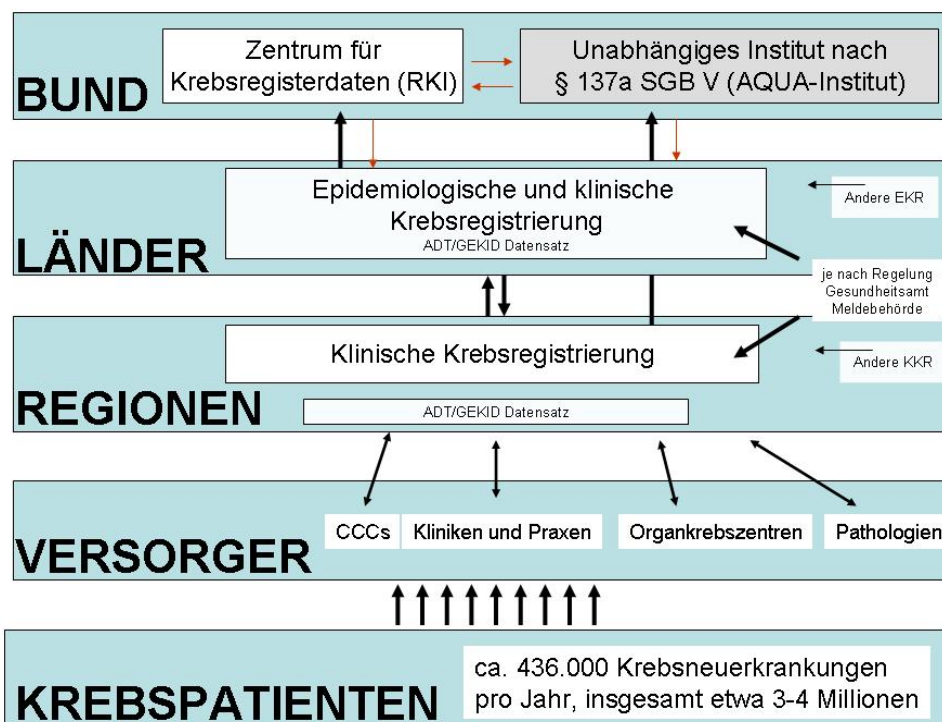 Zentrum für
Krebsregisterdaten (RKI)
Unabhängiges Institut nach
§ 137a SGB V (AQUA-Institut)
BUND
Epidemiologische und klinische
Krebsregistrierung
ADT/GEKID Datensatz
Andere EKR
LÄNDER
je nach Regelung
Gesundheitsamt
Meldebehörde
Klinische Krebsregistrierung
Andere KKR
REGIONEN
ADT/GEKID Datensatz
CCCs
Kliniken und Praxen
Organkrebszentren
Pathologien
VERSORGER
ca. 436.000 Krebsneuerkrankungen
pro Jahr, insgesamt etwa 3-4 Millionen
KREBSPATIENTEN